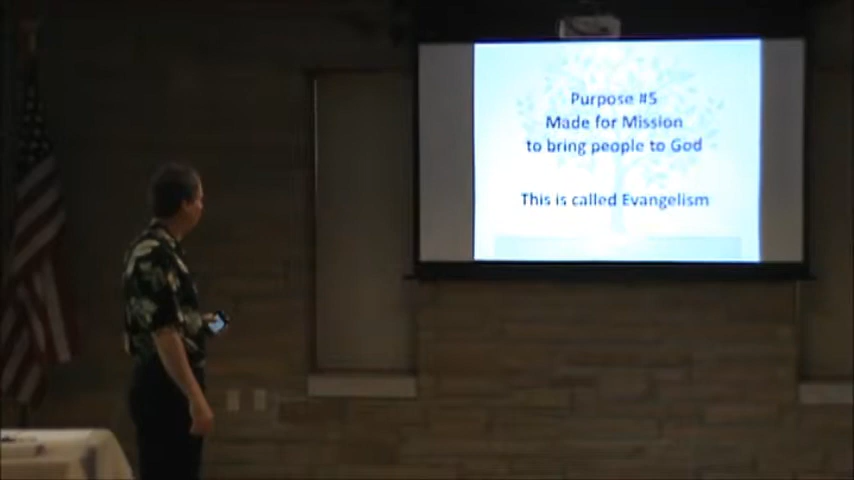 Purpose #5
Made for Mission
to bring people to God
This is called Evangelism